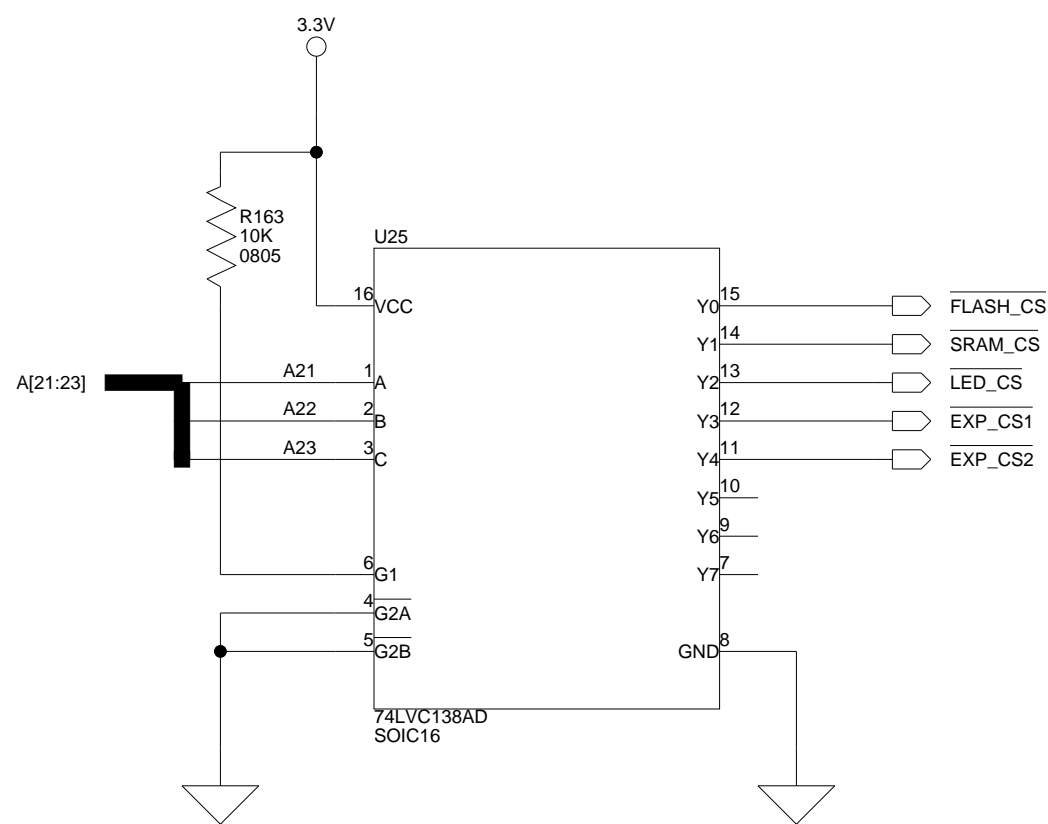 3.3V
R163
10K
0805
U25
16 VCC Y0 15 FLASH_CS
Y1 14 SRAM_CS
A[21:23] A21 1 A Y2 13 LED_CS
A22 2 B Y3 12 EXP_CS1
A23 3 C Y4 11 EXP_CS2
Y5 10
Y6 9
6 G1 Y7 7
4 G2A
5 G2B GND 8
74LVC138AD
SOIC16